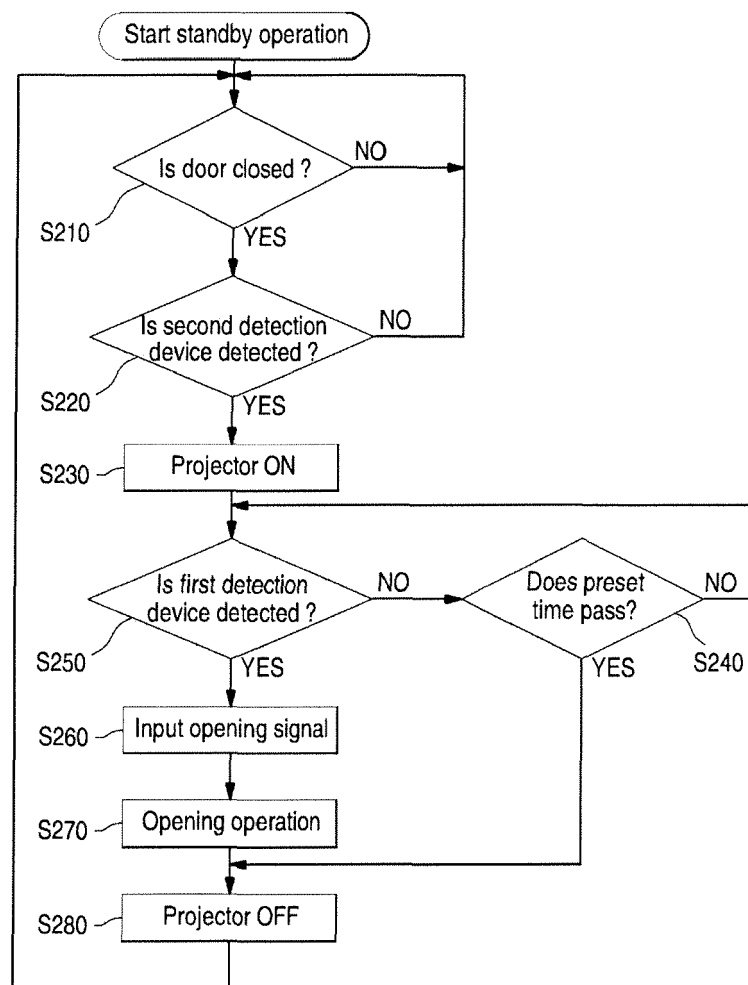 Start standby operation
Is door closed ?
NO
S210
YES
Is second detection
device detected ?
NO
S220
YES
S230
Projector ON
Is first detection
device detected ?
NO
Does preset
time pass?
NO
S250
YES
YES
S240
S260
Input opening signal
S270
Opening operation
S280
Projector OFF